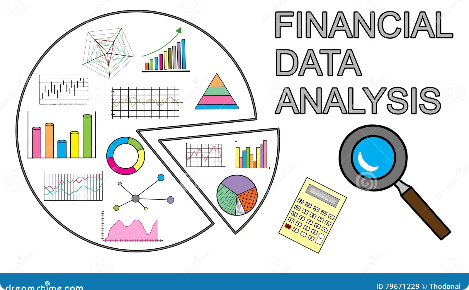 FINANCIAL
DATA
ANALYSIS
dreamstime.com
ID 79671229 © Thodonal